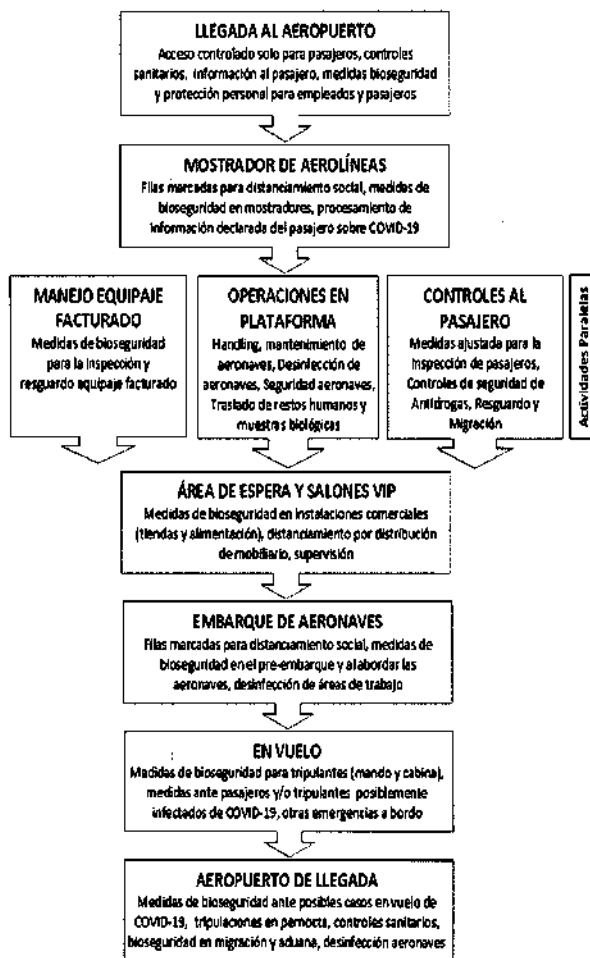 LLEGADA AL AEROPUERTO
Acceso controlado solo para pasajeros, controles
sanitarios, información al pasajero, medidas bioseguridad
y protección personal para empleados y pasajeros
MOSTRADOR DE AEROLÍNEAS
Filas marcadas para distanciamiento social, medidas de
bioseguridad en mostradores, procesamiento de
información declarada del pasajero sobre COVID-19
MANEJO EQUIPAJE
FACTURADO
Medidas de bioseguridad
para la inspección y
resguardo equipaje facturado
OPERACIONES EN
PLATAFORMA
Handling, mantenimiento de
aeronaves, Desinfección de
aeronaves, Seguridad aeronaves,
Traslado de restos humanos y
muestras biológicas
CONTROLES AL
PASAJERO
Medidas ajustada para la
Inspección de pasajeros,
Controles de seguridad de
Antidrogas, Resguardo y
Migración
Actividades Paralelas
ÁREA DE ESPERA Y SALONES VIP
Medidas de bioseguridad en instalaciones comerciales
(tiendas y alimentación), distanciamiento por distribución
de mobiliario, supervisión
EMBARQUE DE AERONAVES
Filas marcadas para distanciamiento social, medidas de
bioseguridad en el pre-embarque y al abordar las
aeronaves, desinfección de áreas de trabajo
EN VUELO
Medidas de bioseguridad para tripulantes (mando y cabina),
medidas ante pasajeros y/o tripulantes posiblemente
infectados de COVID-19, otras emergencias a bordo
AEROPUERTO DE LLEGADA
Medidas de bioseguridad ante posibles casos en vuelo de
COVID-19, tripulaciones en pernocta, controles sanitarios,
bioseguridad en migración y aduana, desinfección aeronaves